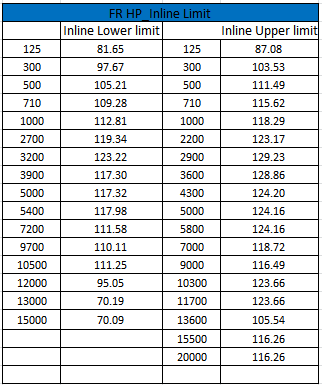 FR HP_Inline Limit
Inline Lower limit Inline Upper limit
125 81.65 125 87.08
300 97.67 300 103.53
500 105.21 500 111.49
710 109.28 710 115.62
1000 112.81 1000 118.29
2700 119.34 2200 123.17
3200 123.22 2900 129.23
3900 117.30 3600 128.86
5000 117.32 4300 124.20
5400 117.98 5000 124.16
7200 111.58 5800 124.16
9700 110.11 7000 118.72
10500 111.25 9000 116.49
12000 95.05 10300 123.66
13000 70.19 11700 123.66
15000 70.09 13600 105.54
15500 116.26
20000 116.26